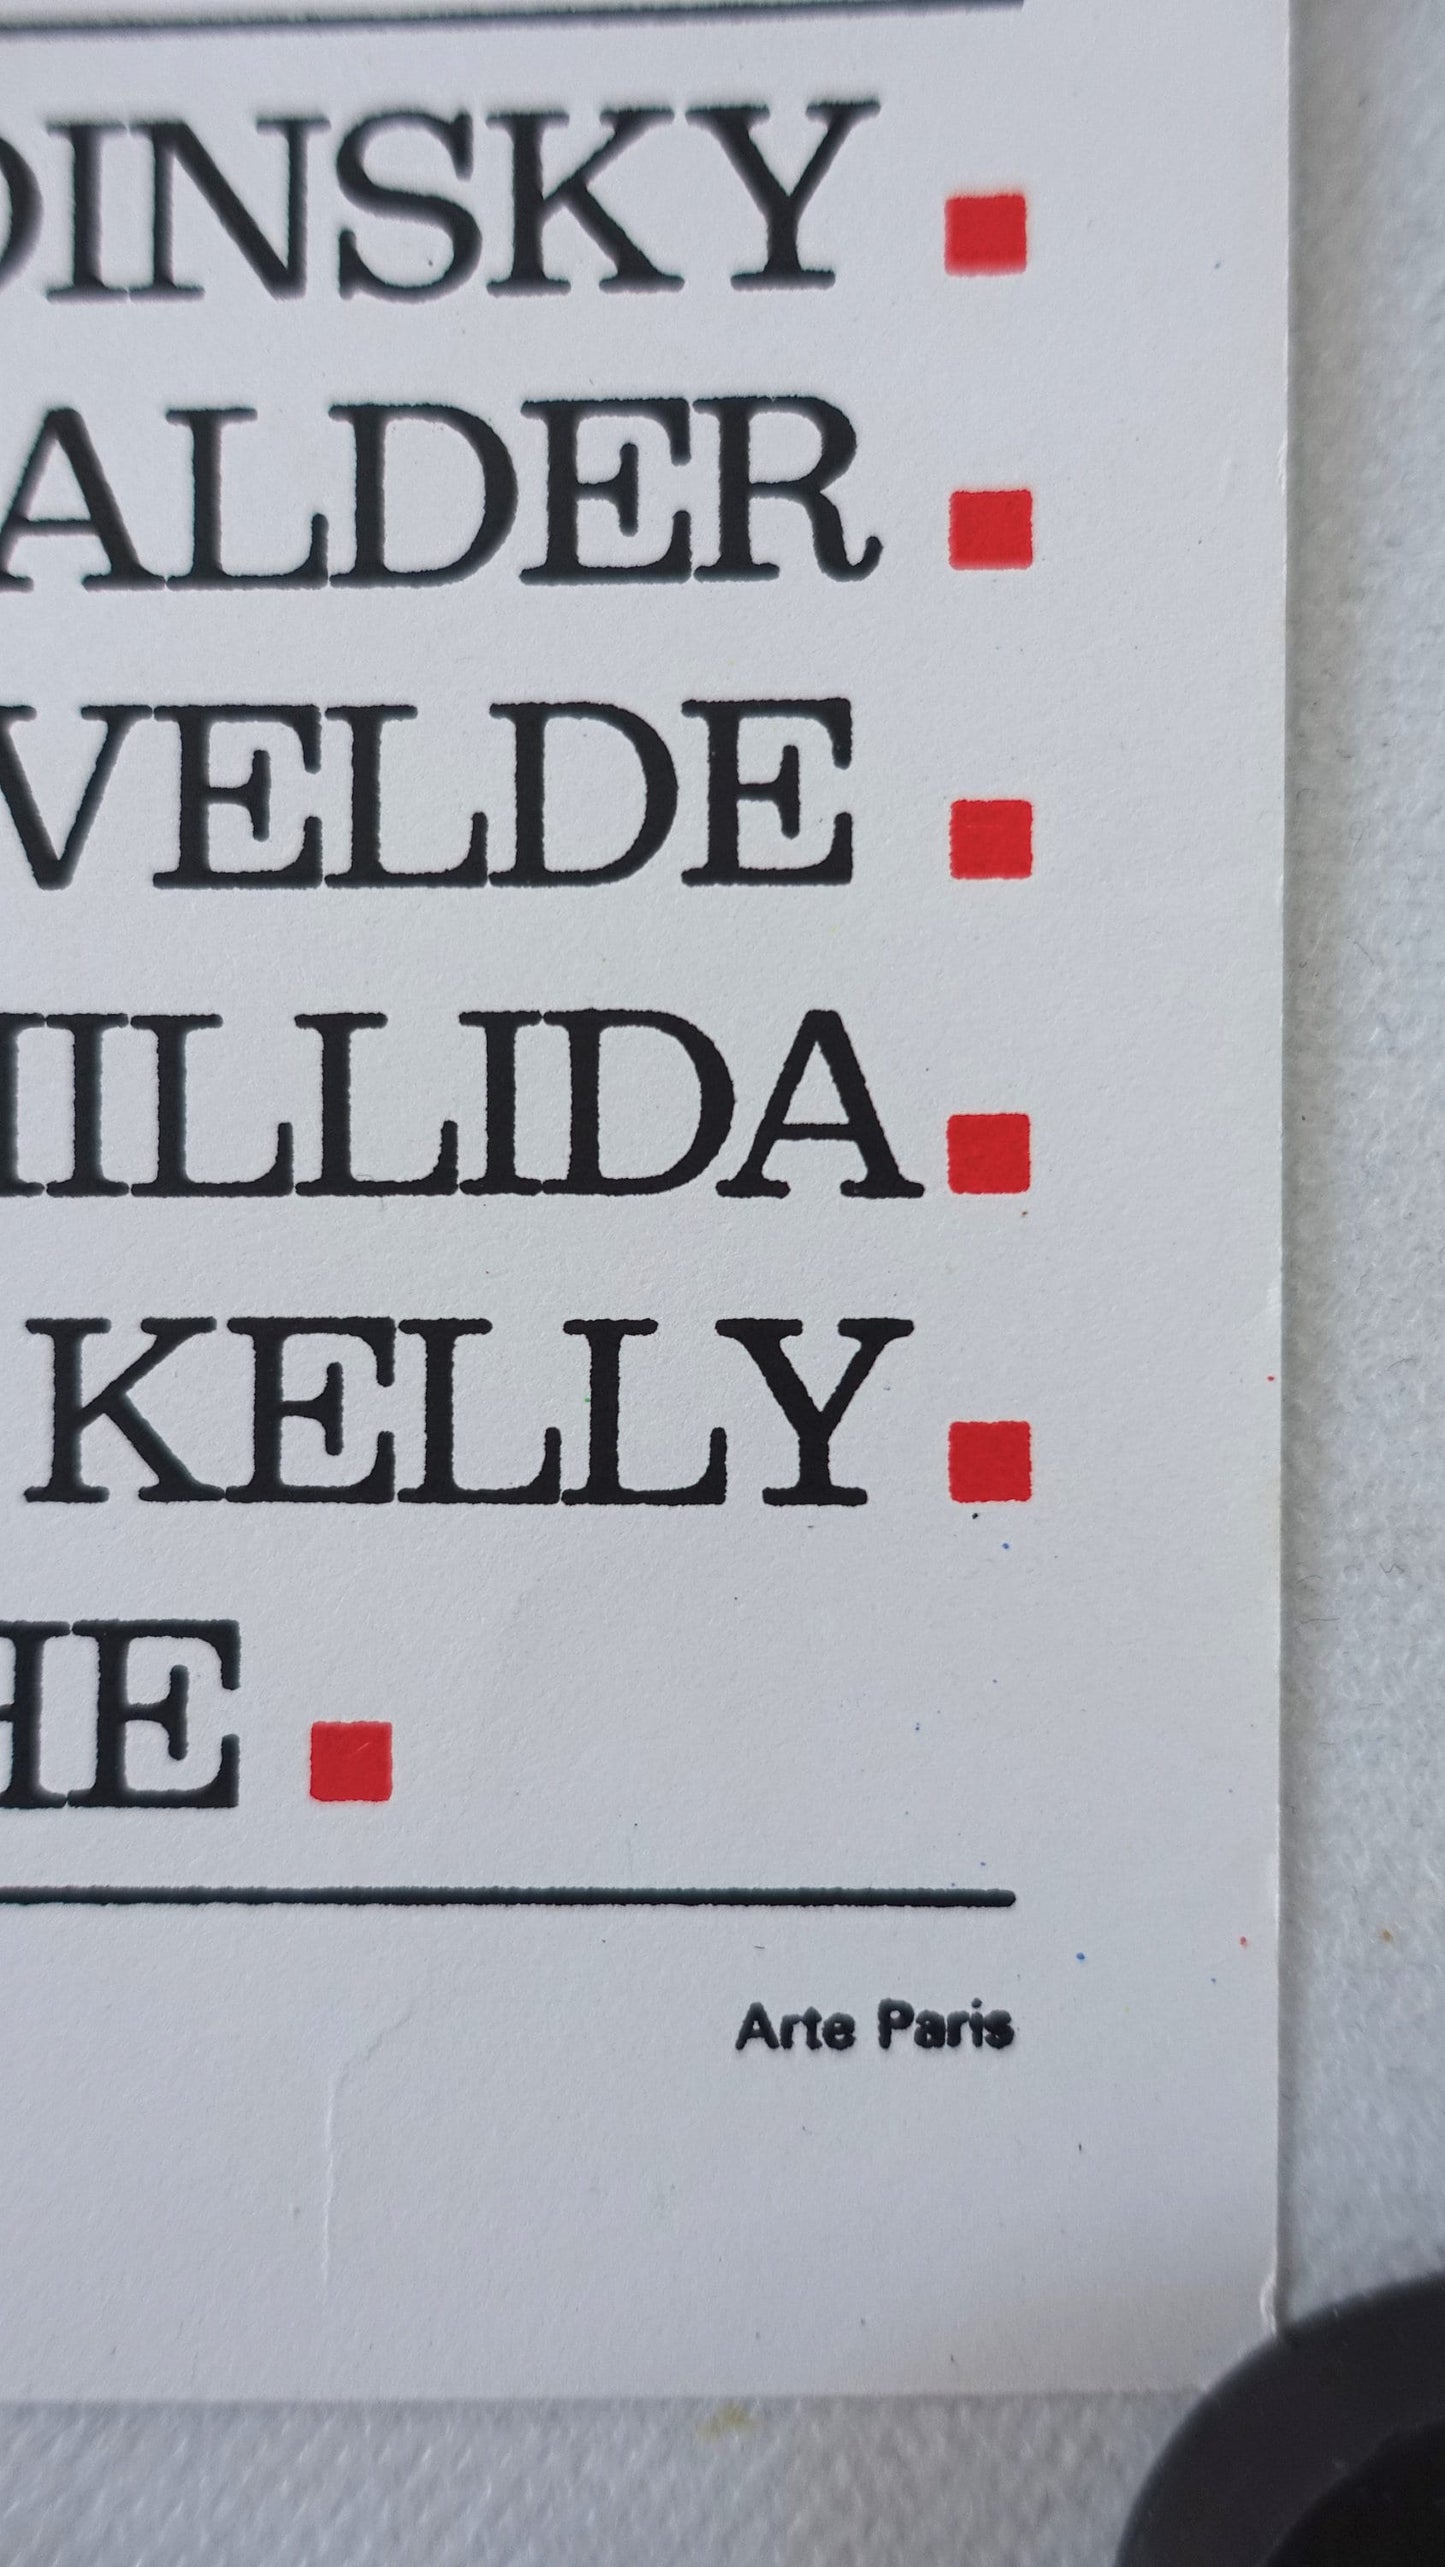 DINSKY
ALDER
VELDE
ILLIDA
KELLY
HE
Arte Paris